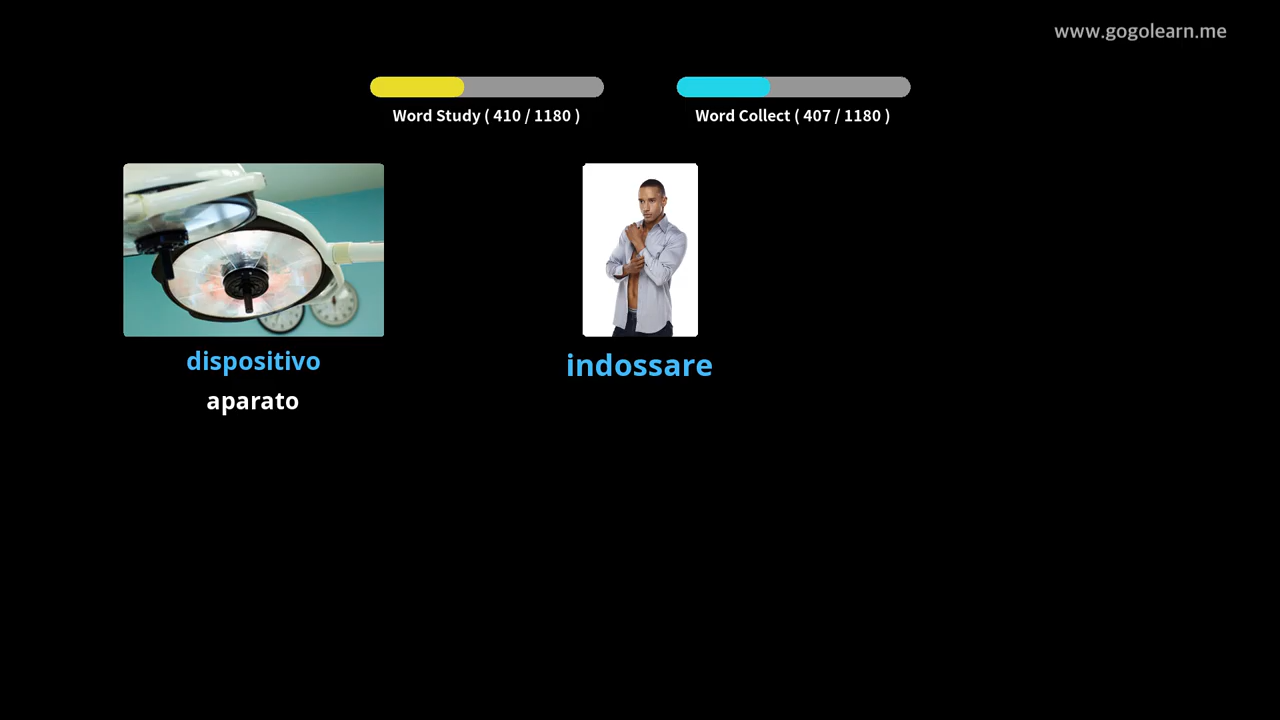 www.gogolearn.me
Word Study ( 410 / 1180 )
Word Collect ( 407 / 1180 )
dispositivo
aparato
indossare